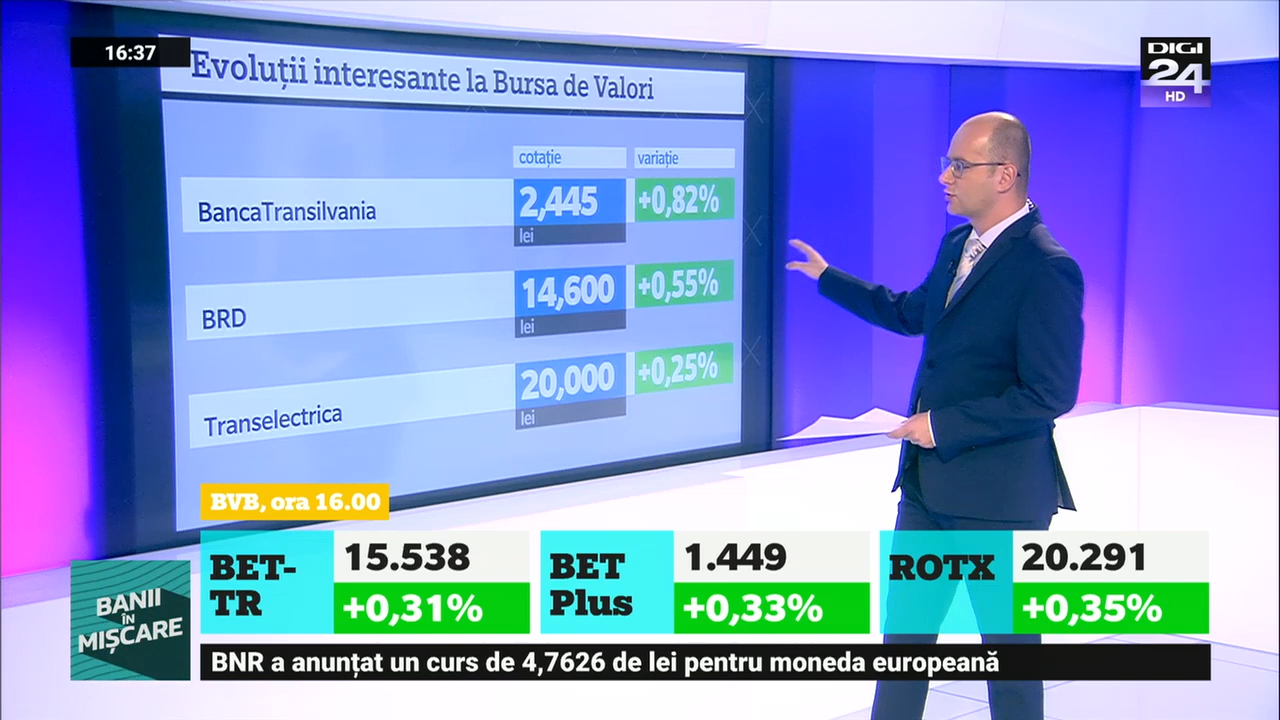 16:37
DIGI
24
HD
Evoluții interesante la Bursa de Valori
cotație
variație
BancaTransilvania
2,445
+0,82%
lei
BRD
14,600
+0,55%
lei
Transelectrica
20,000
+0,25%
lei
BVB, ora 16.00
BET-
TR
15.538
+0,31%
BET
Plus
1.449
+0,33%
ROTX
20.291
+0,35%
BANII
ÎN
MIȘCARE
BNR a anunțat un curs de 4,7626 de lei pentru moneda europeană